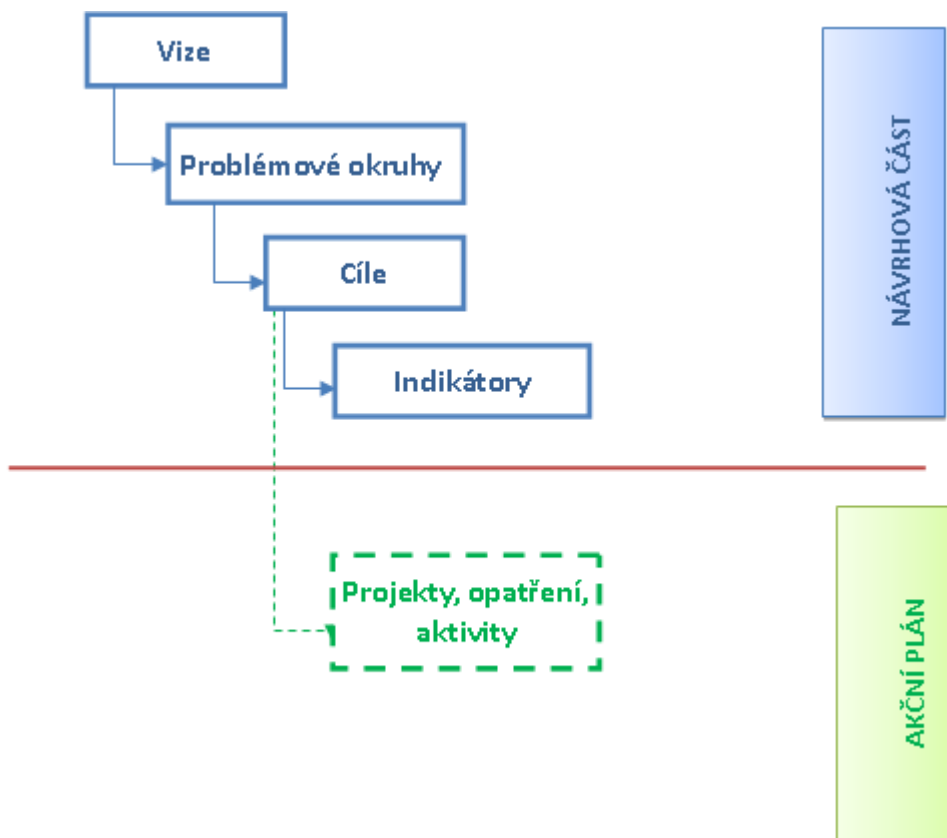 Vize
Problémové okruhy
Cíle
Indikátory
NÁVRHOVÁ ČÁST
Projekty, opatření,
aktivity
AKČNÍ PLÁN